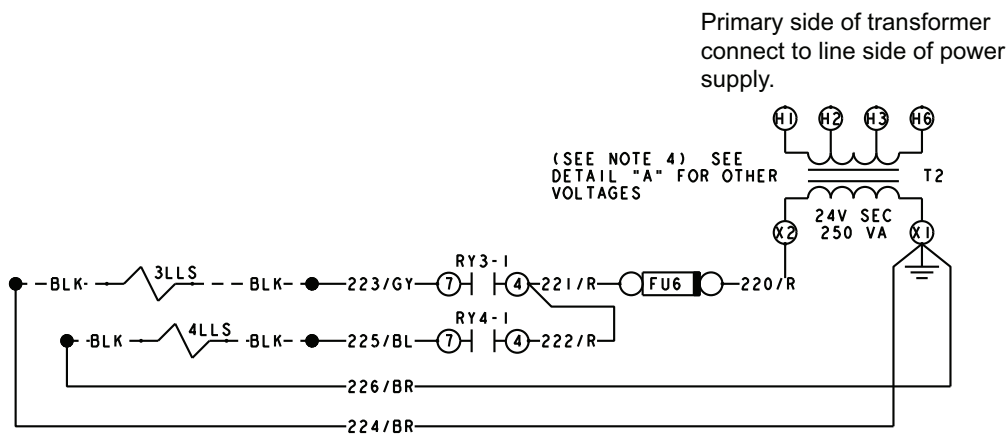 Primary side of transformer
connect to line side of power
supply.
H1 H2 H3 H6
(SEE NOTE 4) SEE
DETAIL "A" FOR OTHER
VOLTAGES
T2
24V SEC
250 VA
X2 X1
RY3-1
3LLS
BLK BLK 223/GY 7 4 221/R FU6 220/R
RY4-1
4LLS
BLK BLK 225/BL 7 4 222/R
226/BR
224/BR